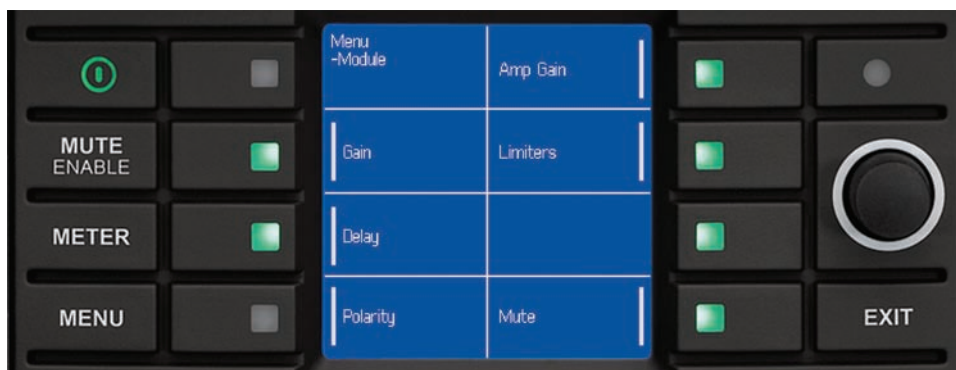 Menu
-Module
Amp Gain
MUTE
ENABLE
Gain
Limiters
METER
Delay
MENU
Polarity
Mute
EXIT